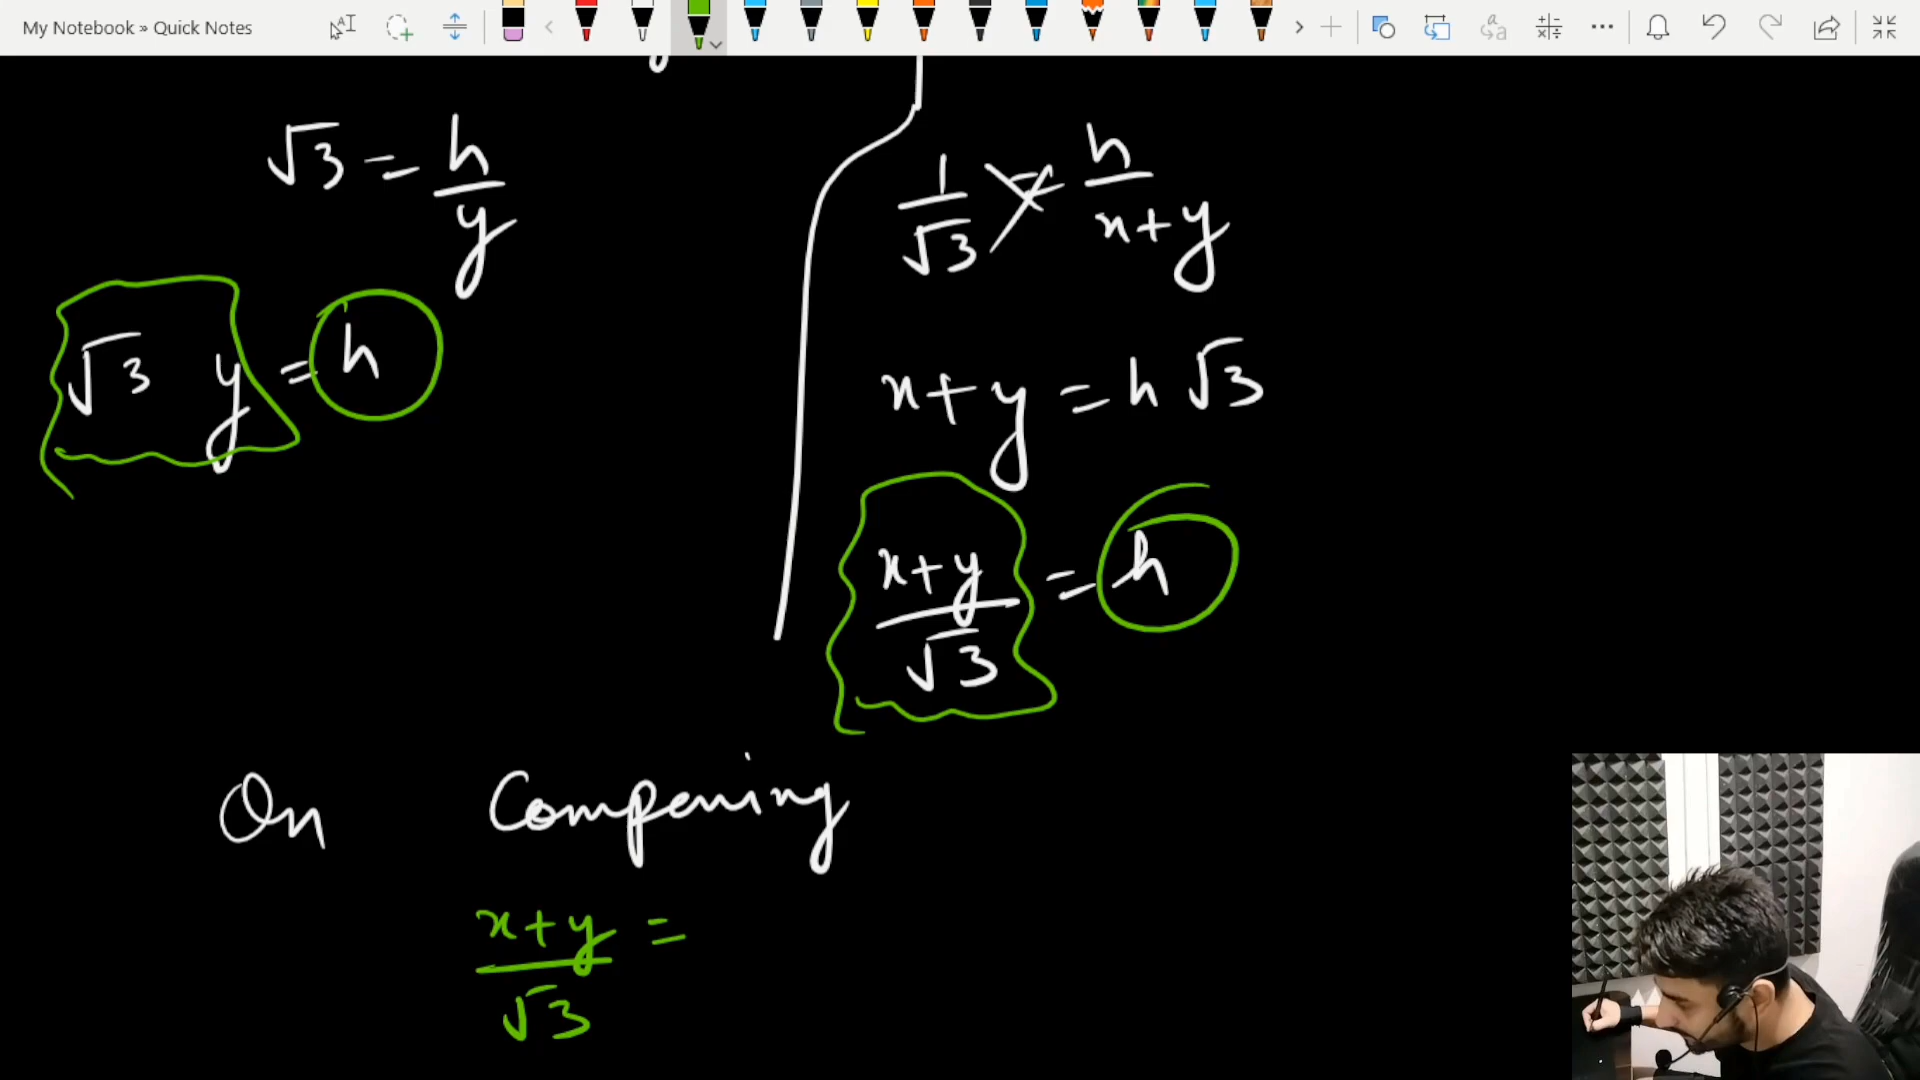 My Notebook » Quick Notes
√3 = h/y
√3 y = h
1/√3 = h/x+y
x+y = h √3
x+y/√3 = h
On Comparing
x+y/√3 =